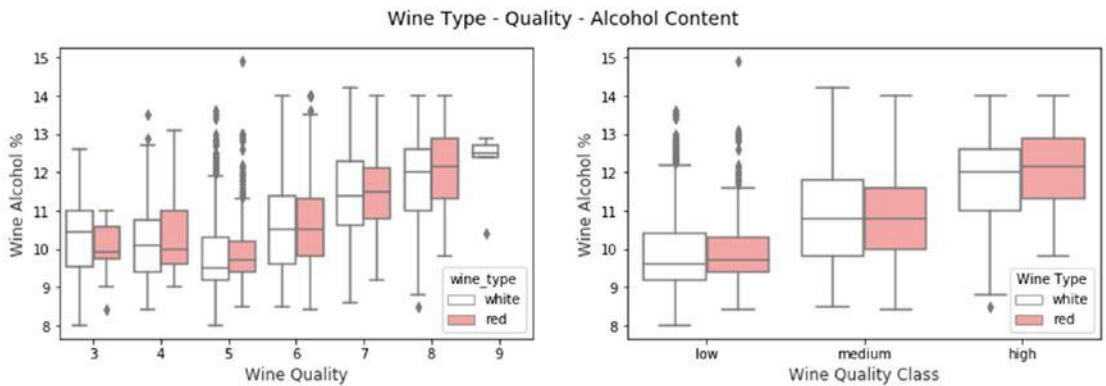 Wine Type - Quality - Alcohol Content
15
14
13
12
11
10
9
8
Wine Alcohol %
3 4 5 6 7 8 9
Wine Quality
wine_type
white
red
15
14
13
12
11
10
9
8
Wine Alcohol %
low medium high
Wine Quality Class
Wine Type
white
red